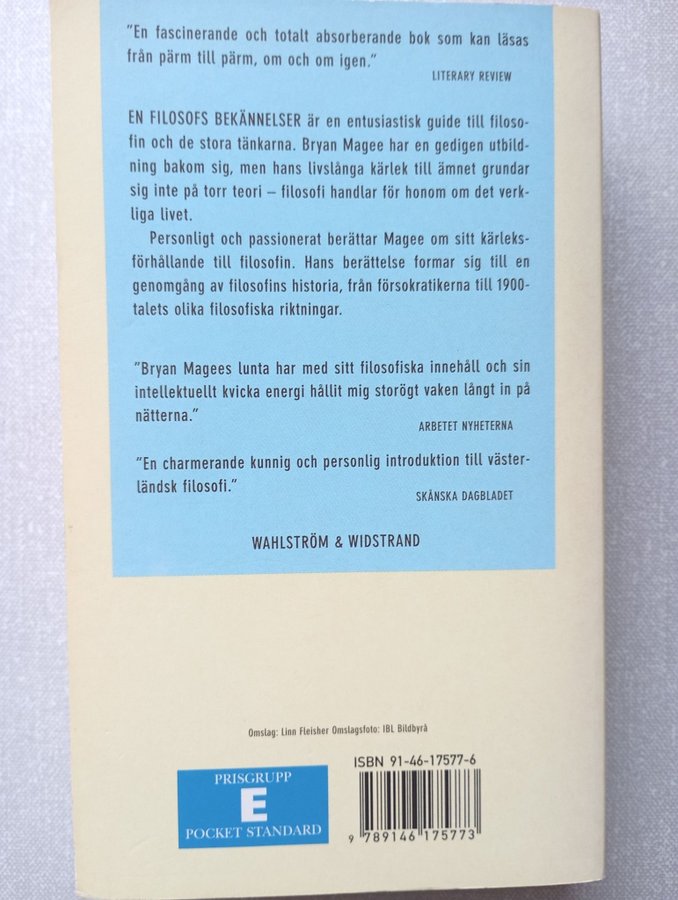 ”En fascinerande och totalt absorberande bok som kan läsas
från pärm till pärm, om och om igen.”
LITERARY REVIEW
EN FILOSOFS BEKÄNNELSER är en entusiastisk guide till filoso-
fin och de stora tänkarna. Bryan Magee har en gedigen utbild-
ning bakom sig, men hans livslånga kärlek till ämnet grundar
sig inte på torr teori – filosofi handlar för honom om det verk-
liga livet.
Personligt och passionerat berättar Magee om sitt kärleks-
förhållande till filosofin. Hans berättelse formar sig till en
genomgång av filosofins historia, från försokratikerna till 1900-
talets olika filosofiska riktningar.
”Bryan Magees lunta har med sitt filosofiska innehåll och sin
intellektuellt kvicka energi hållit mig storögt vaken långt in på
nätterna.”
ARBETET NYHETERNA
”En charmerande kunnig och personlig introduktion till väster-
ländsk filosofi.”
SKÅNSKA DAGBLADET
WAHLSTRÖM & WIDSTRAND
Omslag: Linn Fleisher Omslagsfoto: IBL Bildbyrå
ISBN 91-46-17577-6
PRISGRUPP
E
POCKET STANDARD
9 789146 175773